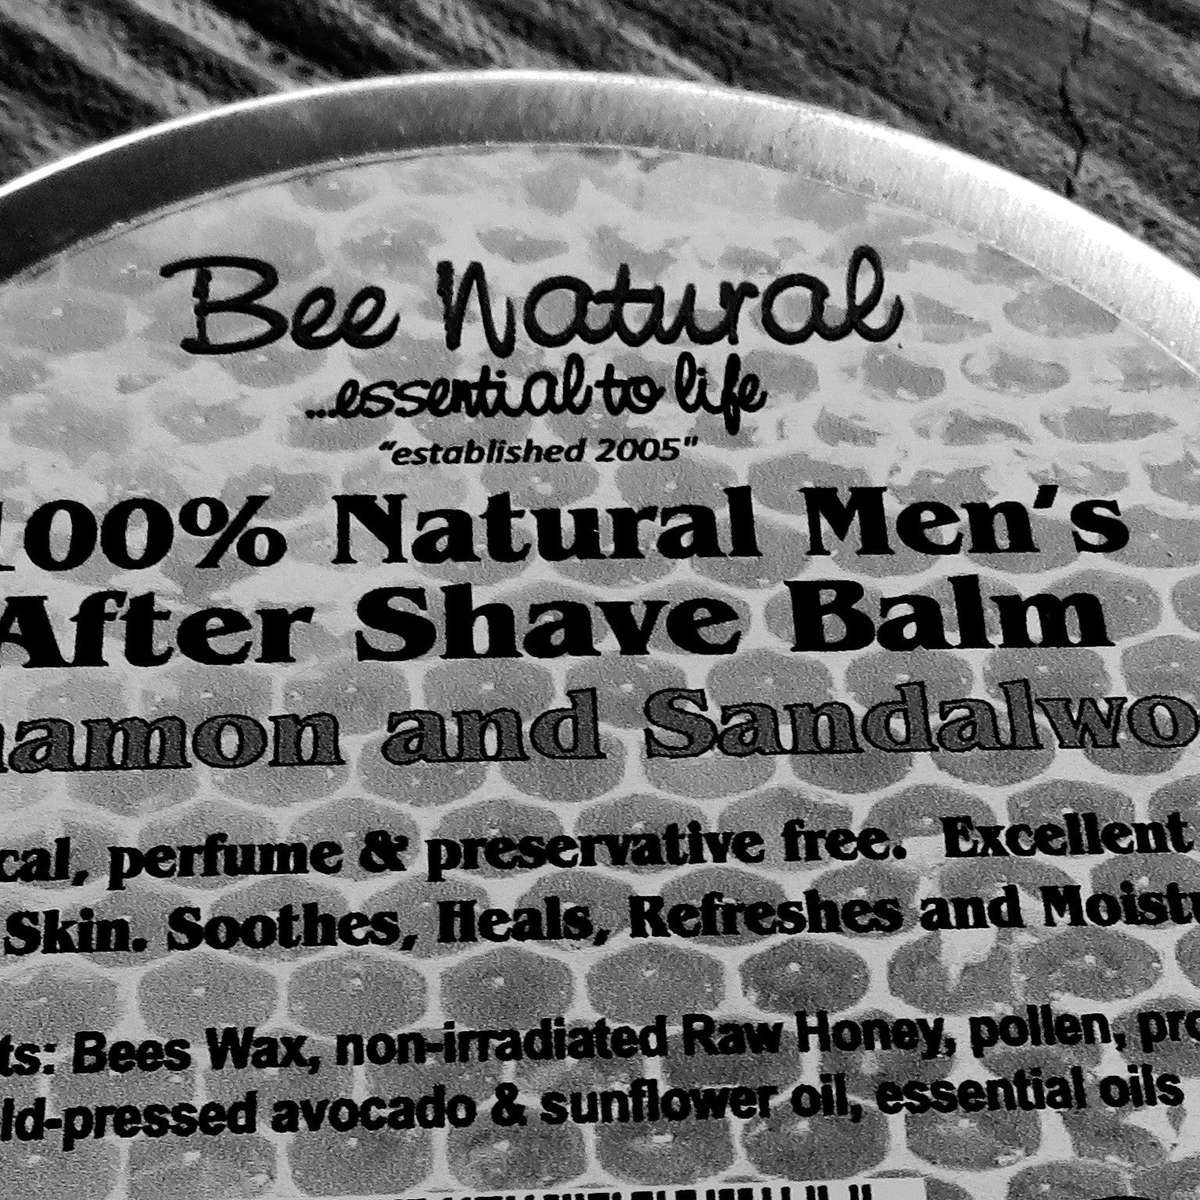 Bee Natural
...essential to life
"established 2005"
100% Natural Men's
After Shave Balm
namon and Sandalwo
cal, perfume & preservative free. Excellent
Skin. Soothes, Heals, Refreshes and Moist
ts: Bees Wax, non-irradiated Raw Honey, pollen, pro
ld-pressed avocado & sunflower oil, essential oils